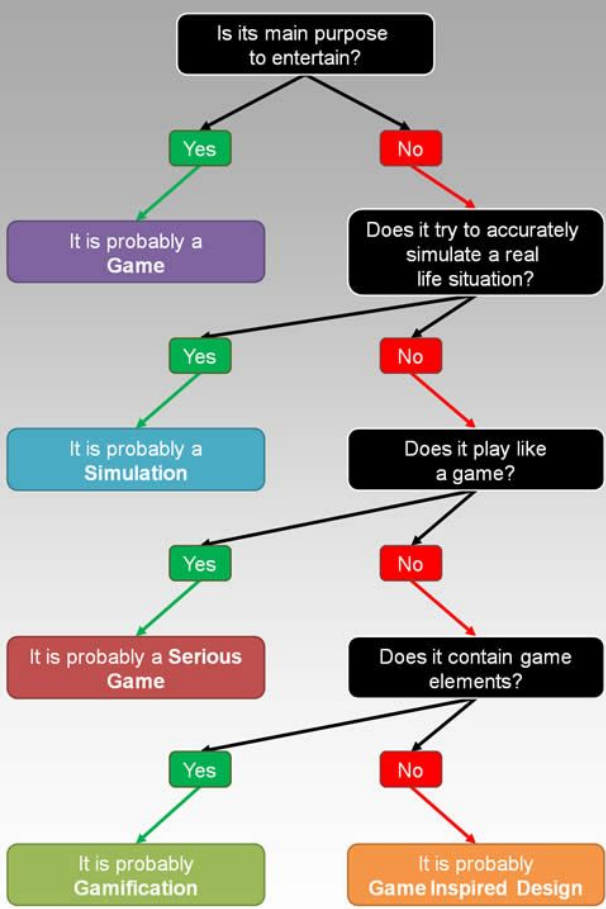 Is its main purpose
to entertain?
Yes
No
It is probably a
Game
Does it try to accurately
simulate a real
life situation?
Yes
No
It is probably a
Simulation
Does it play like
a game?
Yes
No
It is probably a Serious
Game
Does it contain game
elements?
Yes
No
It is probably
Gamification
It is probably
Game Inspired Design